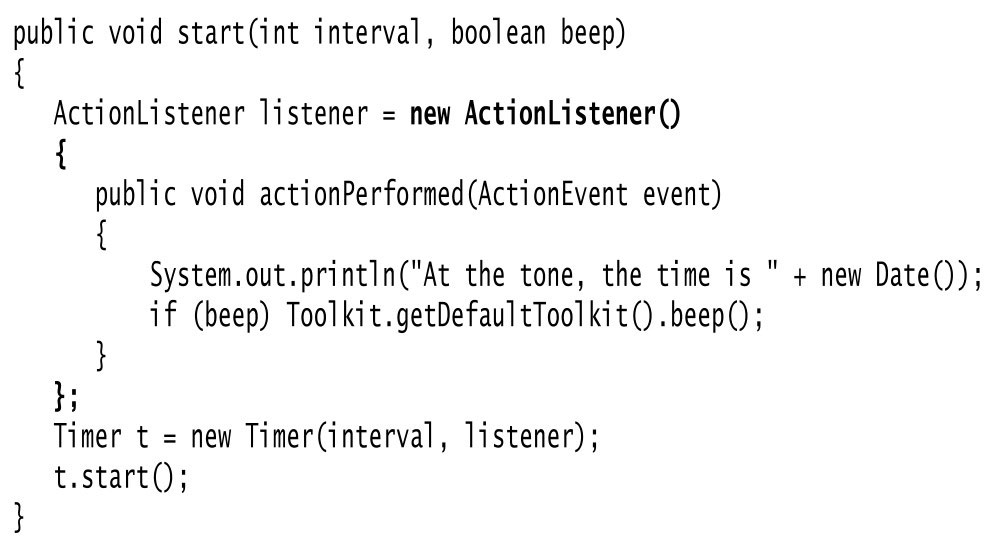 public void start(int interval, boolean beep)
{
   ActionListener listener = new ActionListener()
   {
      public void actionPerformed(ActionEvent event)
      {
          System.out.println("At the tone, the time is " + new Date());
          if (beep) Toolkit.getDefaultToolkit().beep();
      }
   };
   Timer t = new Timer(interval, listener);
   t.start();
}